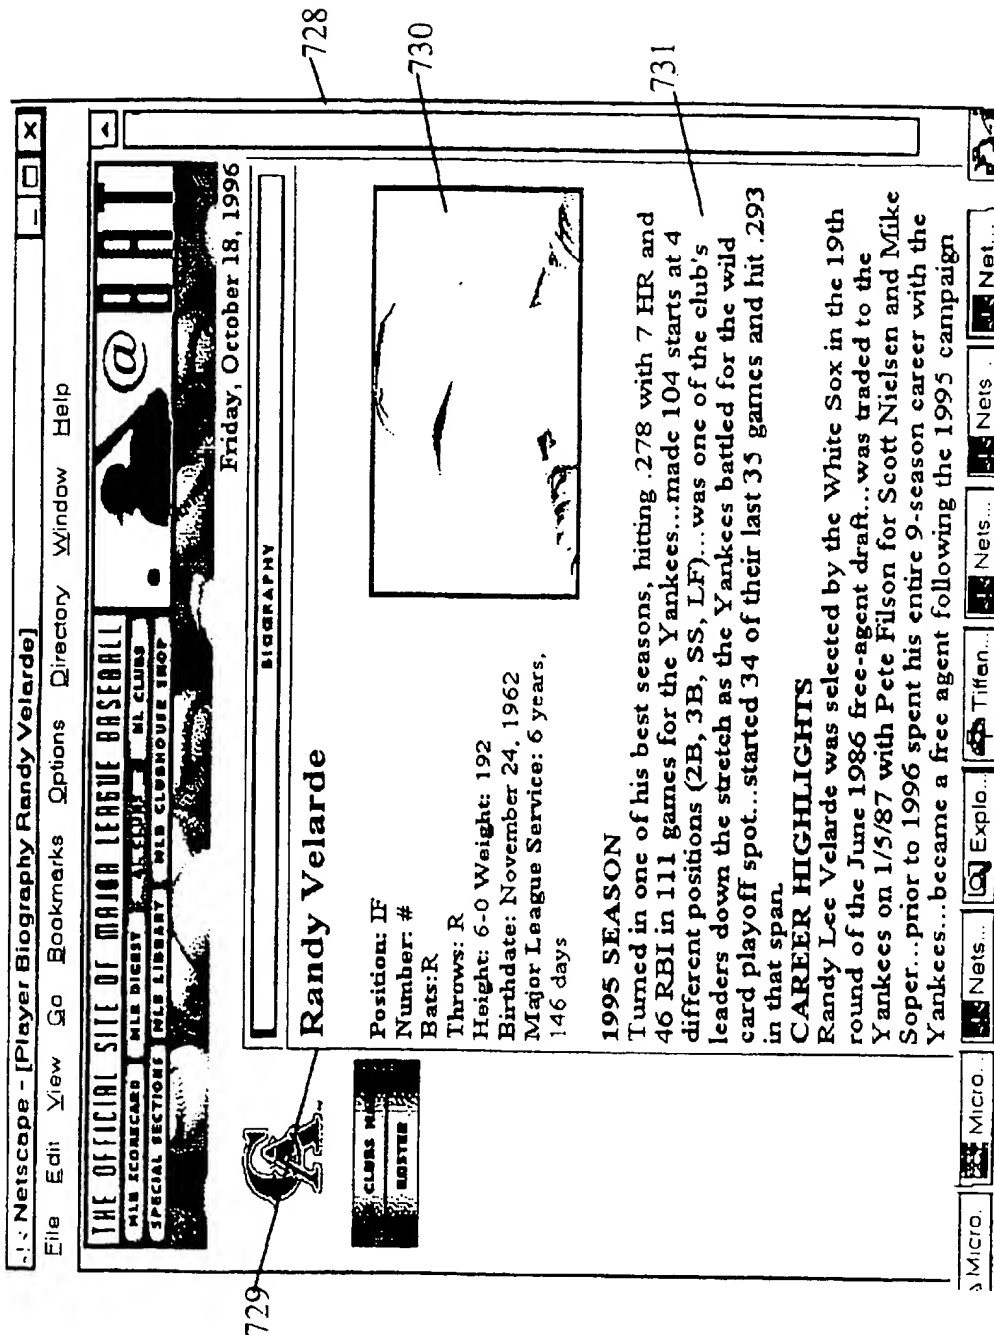 Netscape - [Player Biography Randy Velarde]
File Edit View Go Bookmarks Options Directory Window Help
THE OFFICIAL SITE OF MAJOR LEAGUE BASEBALL
MLB SCORECARD MLB DIGEST AL CLUBS NL CLUBS
SPECIAL SECTIONS MLB LIBRARY MLB CLUBHOUSE SHOP
@ BAT
Friday, October 18, 1996
CA
CLUBS
ROSTER
BIOGRAPHY
Randy Velarde
Position: IF
Number: #
Bats:R
Throws: R
Height: 6-0 Weight: 192
Birthdate: November 24, 1962
Major League Service: 6 years,
146 days
1995 SEASON
Turned in one of his best seasons, hitting .278 with 7 HR and
46 RBI in 111 games for the Yankees...made 104 starts at 4
different positions (2B, 3B, SS, LF)...was one of the club's
leaders down the stretch as the Yankees battled for the wild
card playoff spot...started 34 of their last 35 games and hit .293
in that span.
CAREER HIGHLIGHTS
Randy Lee Velarde was selected by the White Sox in the 19th
round of the June 1986 free-agent draft...was traded to the
Yankees on 1/5/87 with Pete Filson for Scott Nielsen and Mike
Soper...prior to 1996 spent his entire 9-season career with the
Yankees...became a free agent following the 1995 campaign
Micro. Micro... Nets... Explo... Tiffan... Nets... Nets . Net...
728
729
730
731